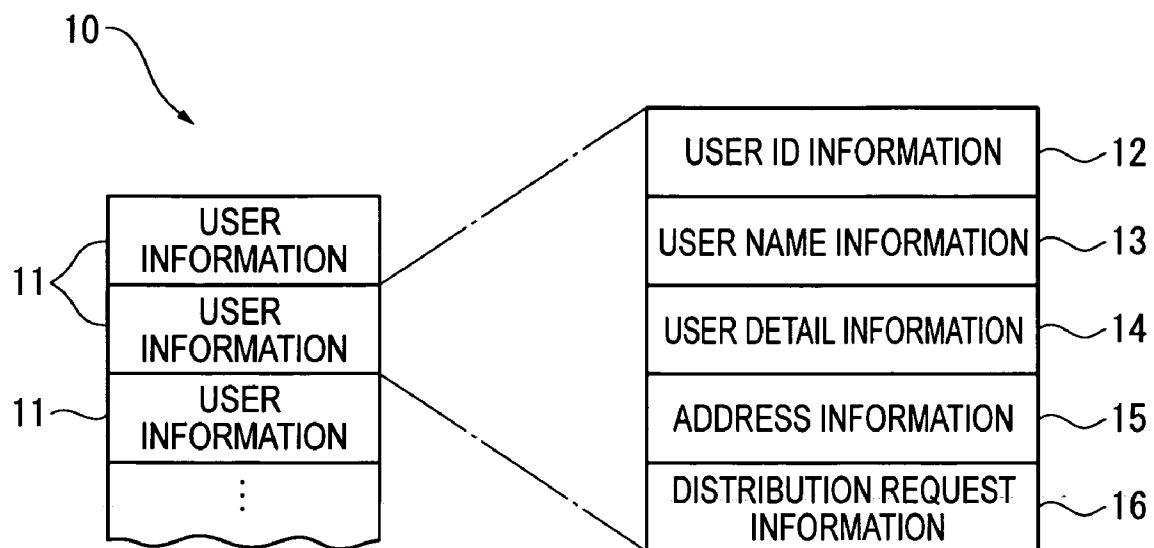 10
USER
INFORMATION
11
USER
INFORMATION
11
USER
INFORMATION
⋮
USER ID INFORMATION
12
USER NAME INFORMATION
13
USER DETAIL INFORMATION
14
ADDRESS INFORMATION
15
DISTRIBUTION REQUEST
INFORMATION
16